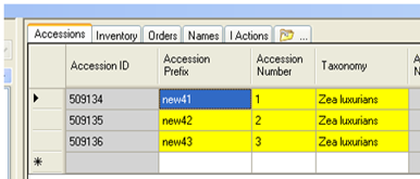 Accessions Inventory Orders Names I Actions ...
Accession ID Accession Prefix Accession Number Taxonomy A
509134 new41 1 Zea luxurians
509135 new42 2 Zea luxurians
509136 new43 3 Zea luxurians